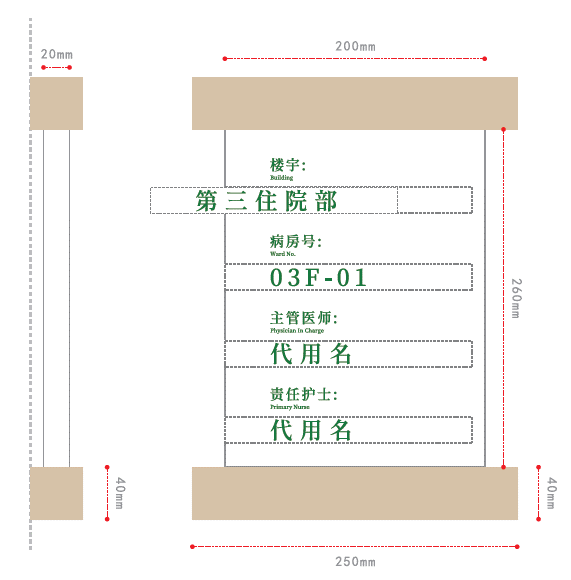 20mm
200mm
楼宇:
Building
第三住院部
病房号:
Ward No.
03F-01
260mm
主管医师:
Physician In Charge
代用名
责任护士:
Primary Nurse
代用名
40mm
40mm
250mm